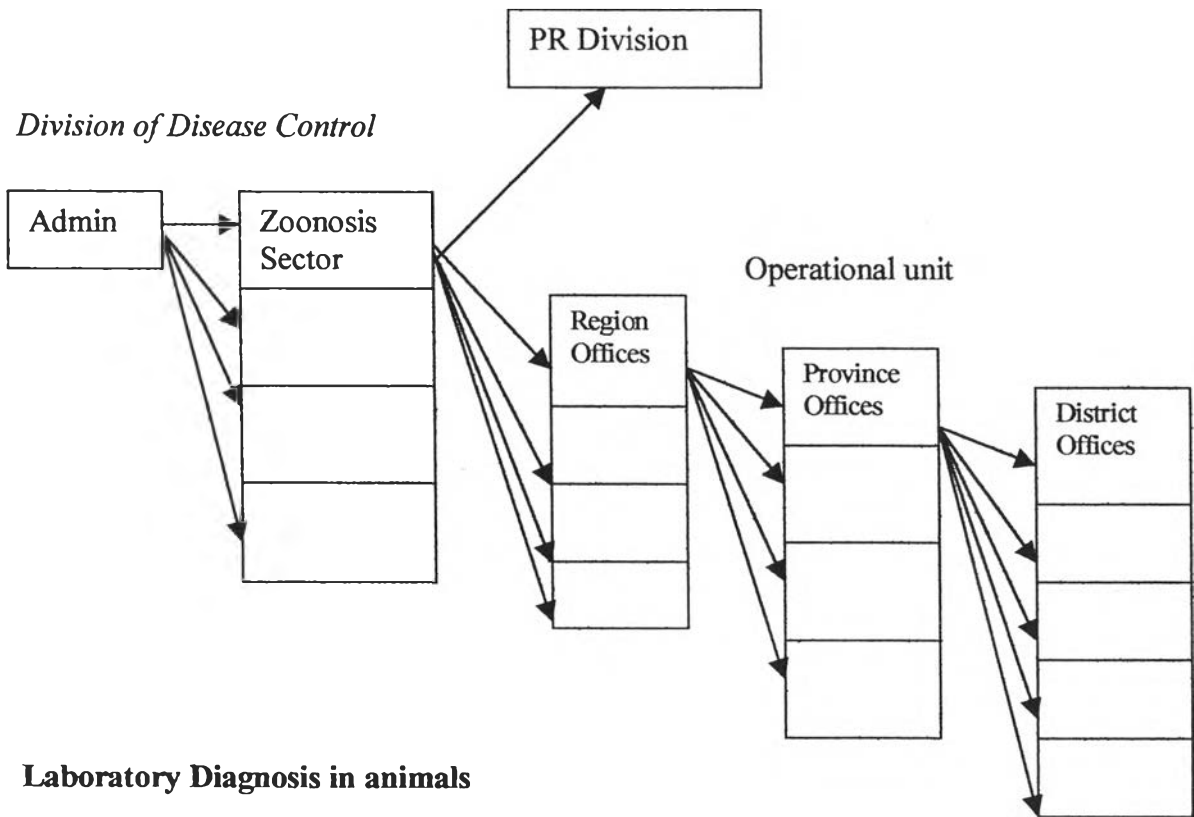 PR Division
Division of Disease Control
Admin
Zoonosis
Sector
Operational unit
Region
Offices
Province
Offices
District
Offices
Laboratory Diagnosis in animals